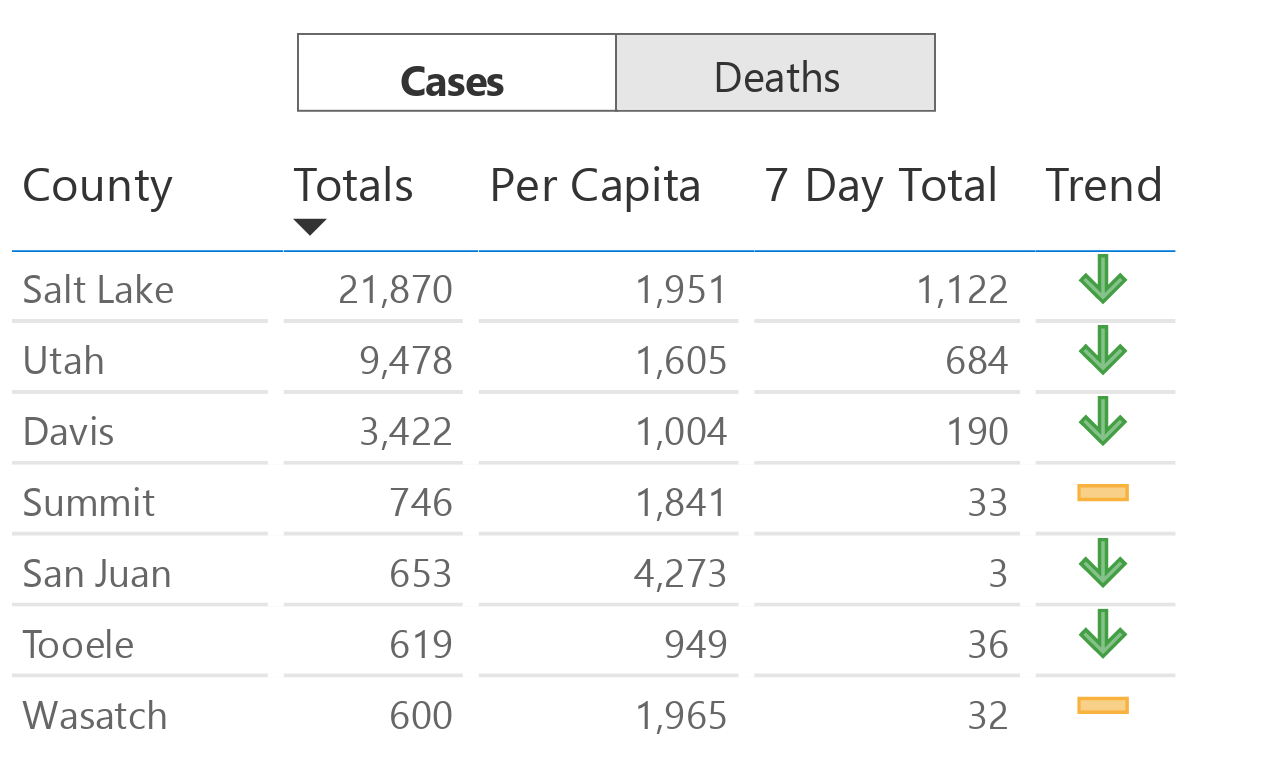 Cases Deaths
County Totals Per Capita 7 Day Total Trend
Salt Lake 21,870 1,951 1,122
Utah 9,478 1,605 684
Davis 3,422 1,004 190
Summit 746 1,841 33
San Juan 653 4,273 3
Tooele 619 949 36
Wasatch 600 1,965 32